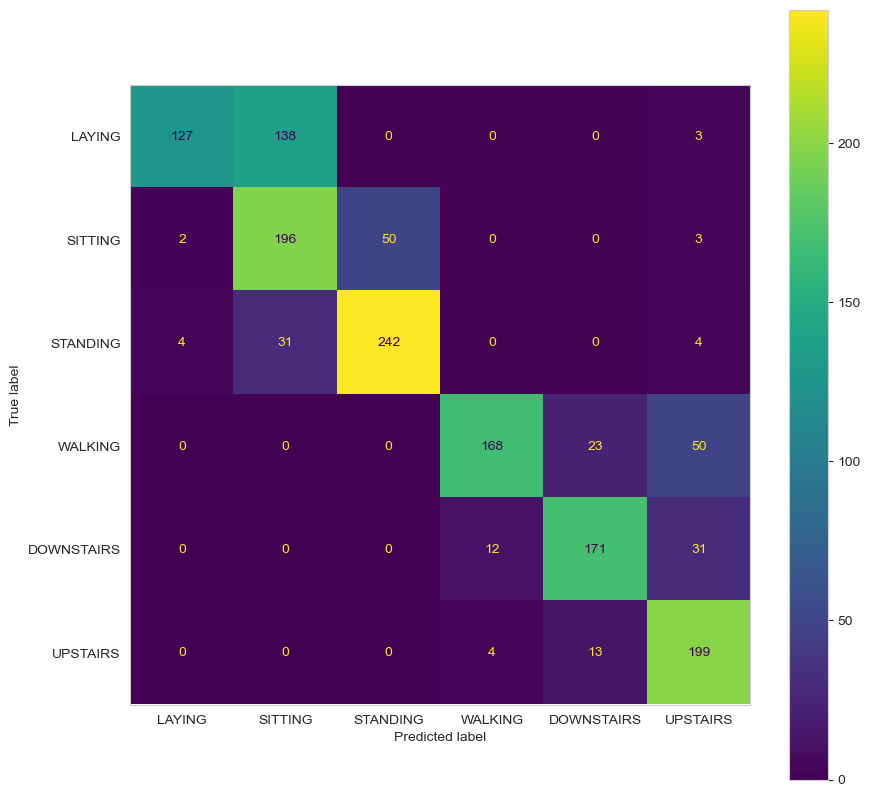 LAYING 127 138 0 0 0 3
SITTING 2 196 50 0 0 3
STANDING 4 31 242 0 0 4
WALKING 0 0 0 168 23 50
DOWNSTAIRS 0 0 0 12 171 31
UPSTAIRS 0 0 0 4 13 199
LAYING SITTING STANDING WALKING DOWNSTAIRS UPSTAIRS
Predicted label
True label
200
150
100
50
0